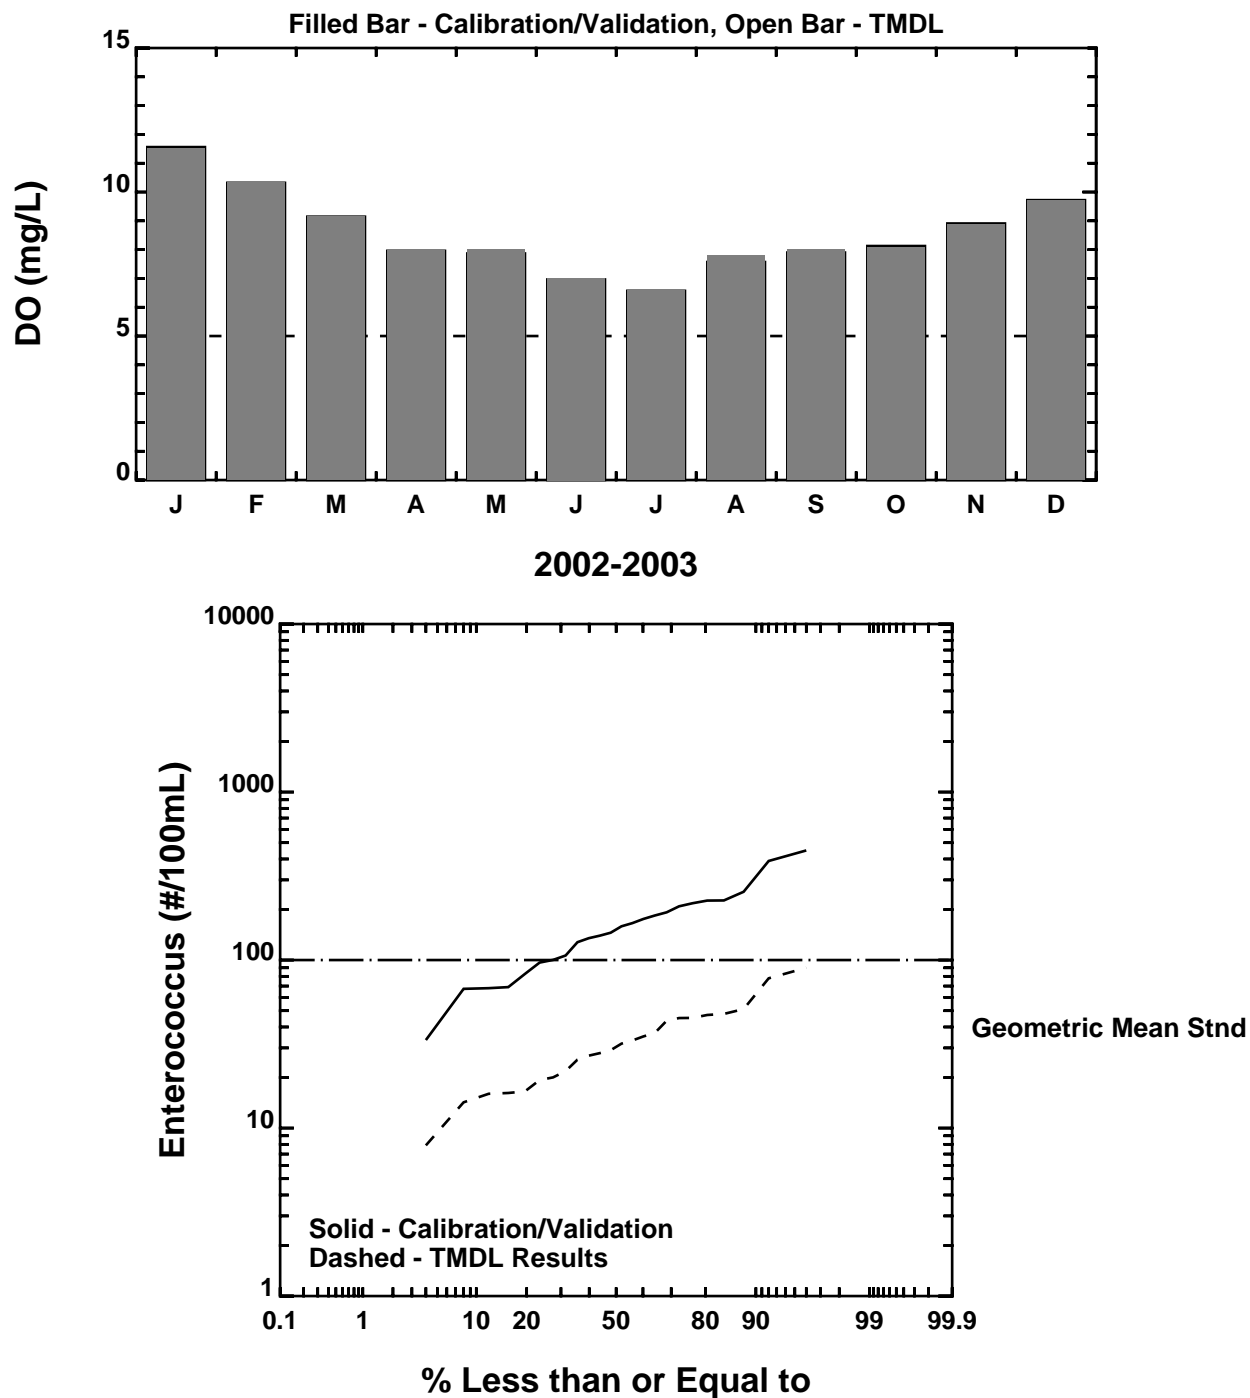 Filled Bar - Calibration/Validation, Open Bar - TMDL
15
10
5
0
DO (mg/L)
J F M A M J J A S O N D
2002-2003
10000
1000
100
10
1
Enterococcus (#/100mL)
Geometric Mean Stnd
Solid - Calibration/Validation
Dashed - TMDL Results
0.1 1 10 20 50 80 90 99 99.9
% Less than or Equal to